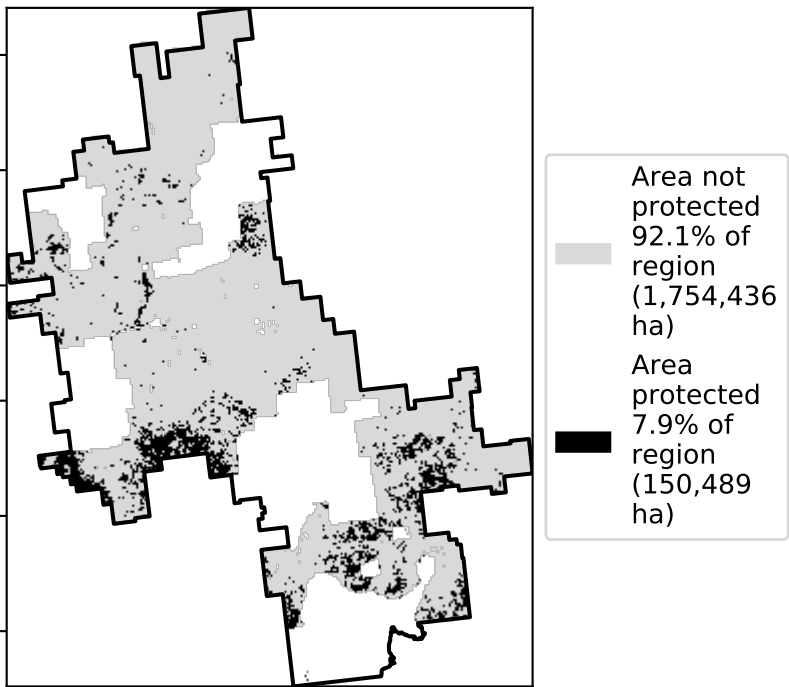 Area not
protected
92.1% of
region
(1,754,436
ha)
Area
protected
7.9% of
region
(150,489
ha)